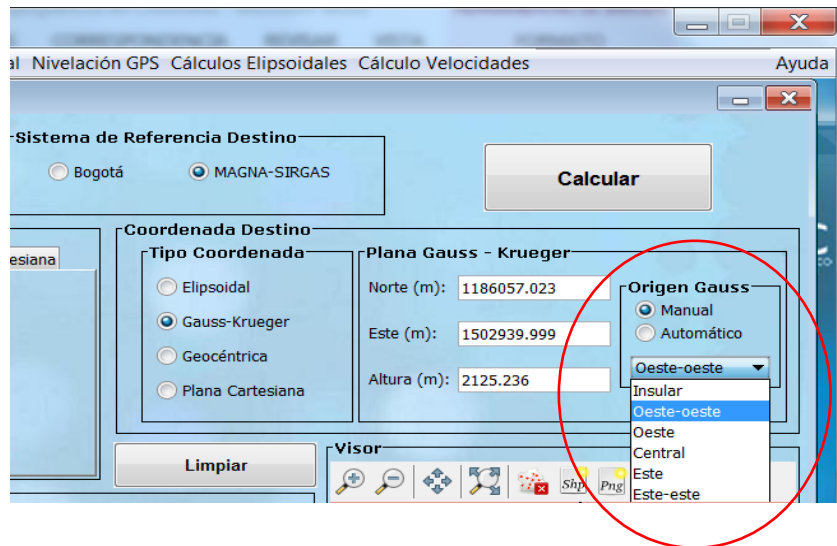 al Nivelación GPS Cálculos Elipsoidales Cálculo Velocidades Ayuda
Sistema de Referencia Destino
Bogotá MAGNA-SIRGAS
Calcular
esiana
Coordenada Destino
Tipo Coordenada
Elipsoidal
Gauss-Krueger
Geocéntrica
Plana Cartesiana
Plana Gauss - Krueger
Norte (m): 1186057.023
Este (m): 1502939.999
Altura (m): 2125.236
Origen Gauss
Manual
Automático
Oeste-oeste
Insular
Oeste-oeste
Oeste
Central
Este
Este-este
Limpiar
Visor
Shp Png